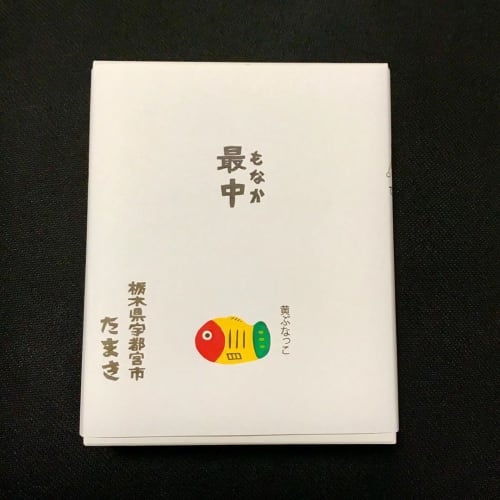 もなか
最中
黄ぶなっこ
栃木県宇都宮市
たまき